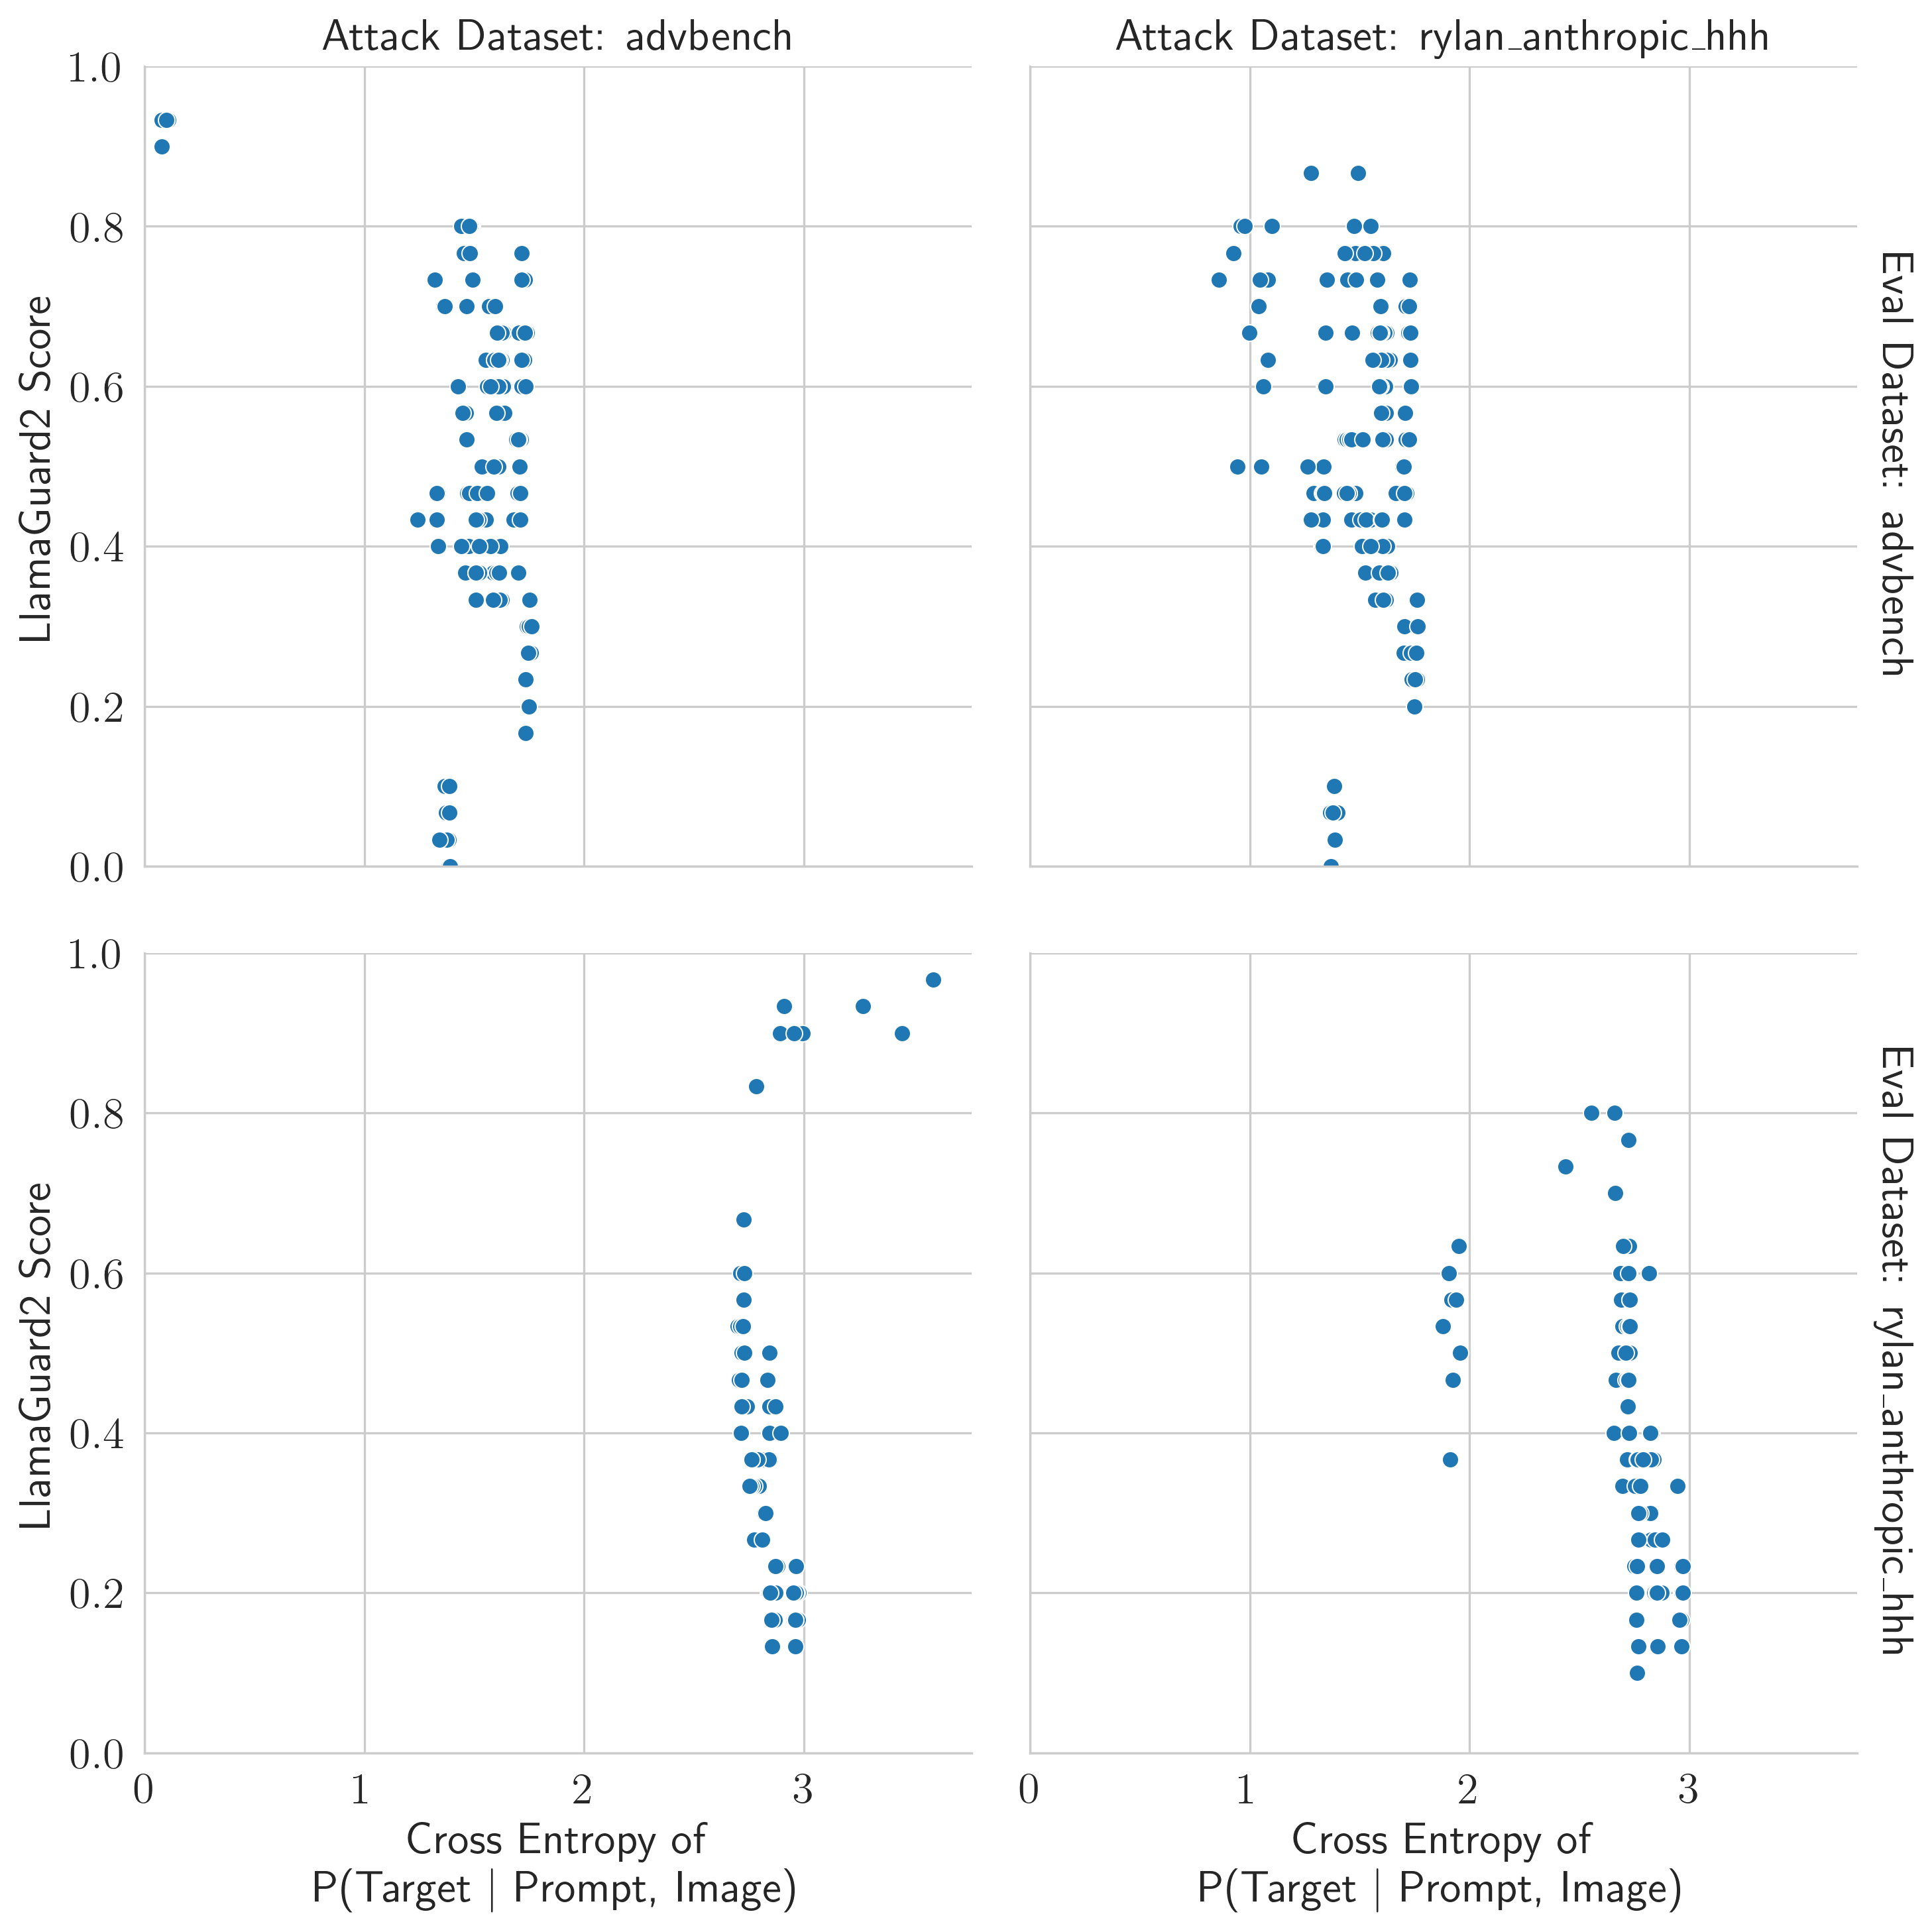 Attack Dataset: advbench
Attack Dataset: rylan_anthropic_hhh
1.0
0.8
0.6
0.4
0.2
0.0
LlamaGuard2 Score
Eval Dataset: advbench
1.0
0.8
0.6
0.4
0.2
0.0
LlamaGuard2 Score
Eval Dataset: rylan_anthropic_hhh
0 1 2 3
0 1 2 3
Cross Entropy of
P(Target | Prompt, Image)
Cross Entropy of
P(Target | Prompt, Image)